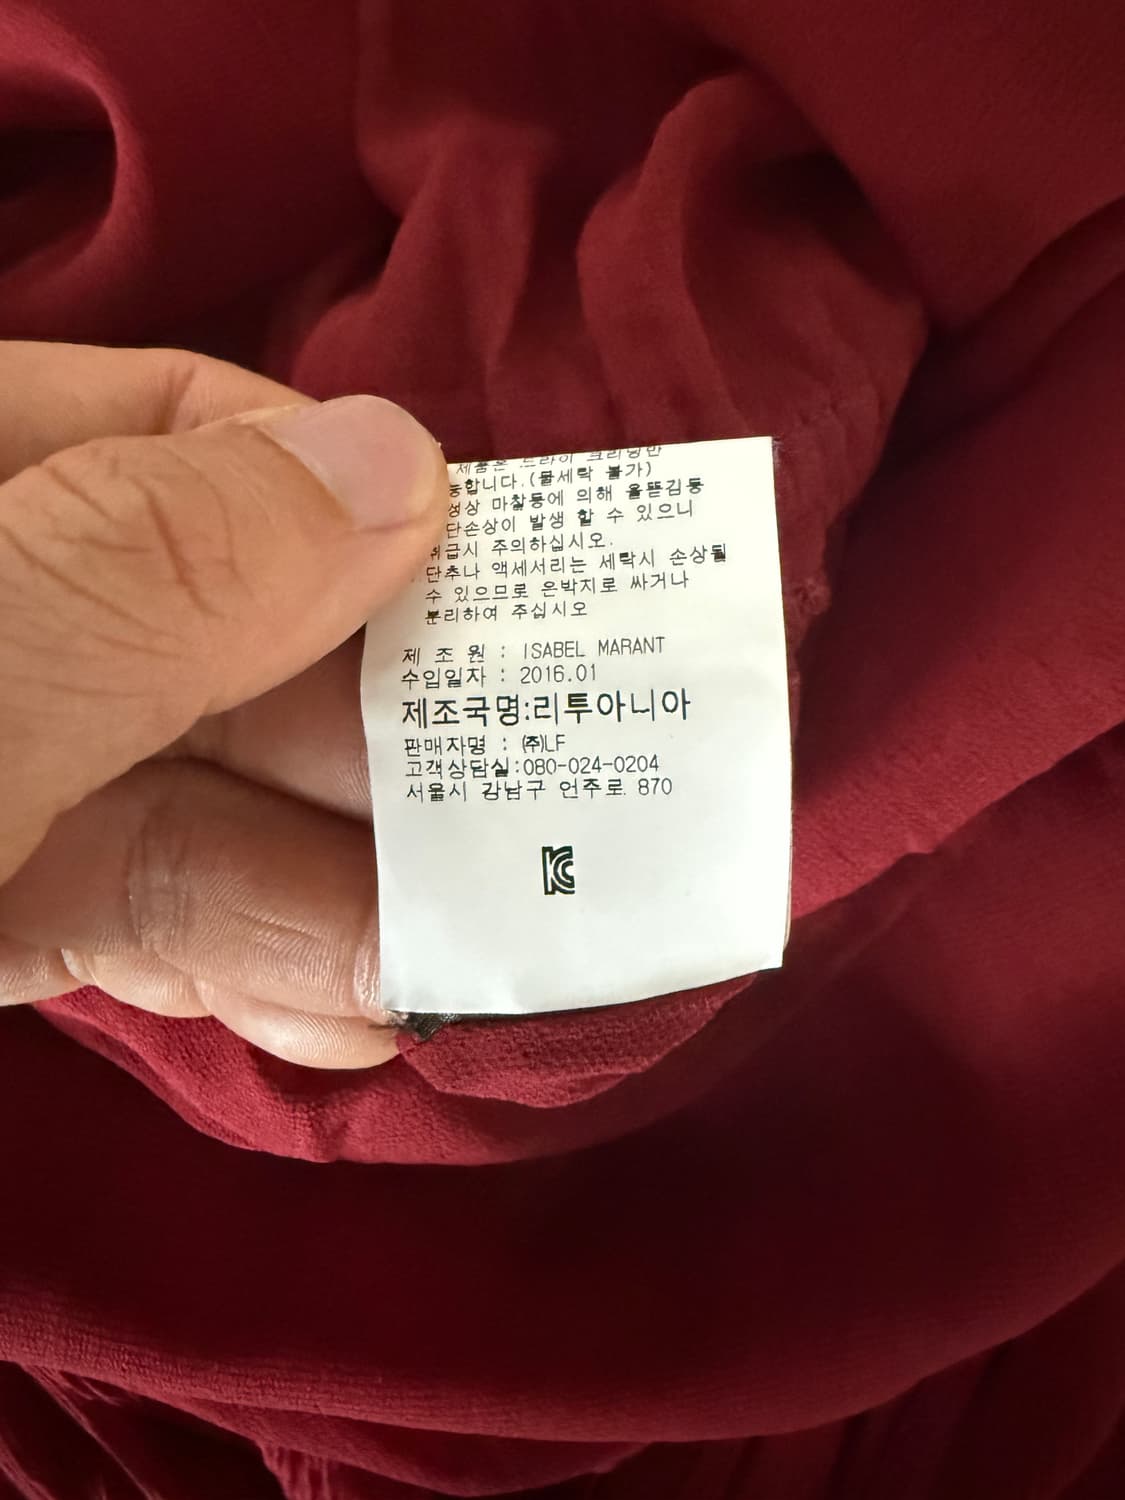 제품은 드라이 크리닝만
능합니다.(물세탁 불가)
성상 마찰등에 의해 올뜯김등
단손상이 발생 할 수 있으니
취급시 주의하십시오.
단추나 액세서리는 세탁시 손상될
수 있으므로 은박지로 싸거나
분리하여 주십시오
제 조 원 : ISABEL MARANT
수입일자 : 2016.01
제조국명:리투아니아
판매자명 : ㈜LF
고객상담실:080-024-0204
서울시 강남구 언주로 870
KC